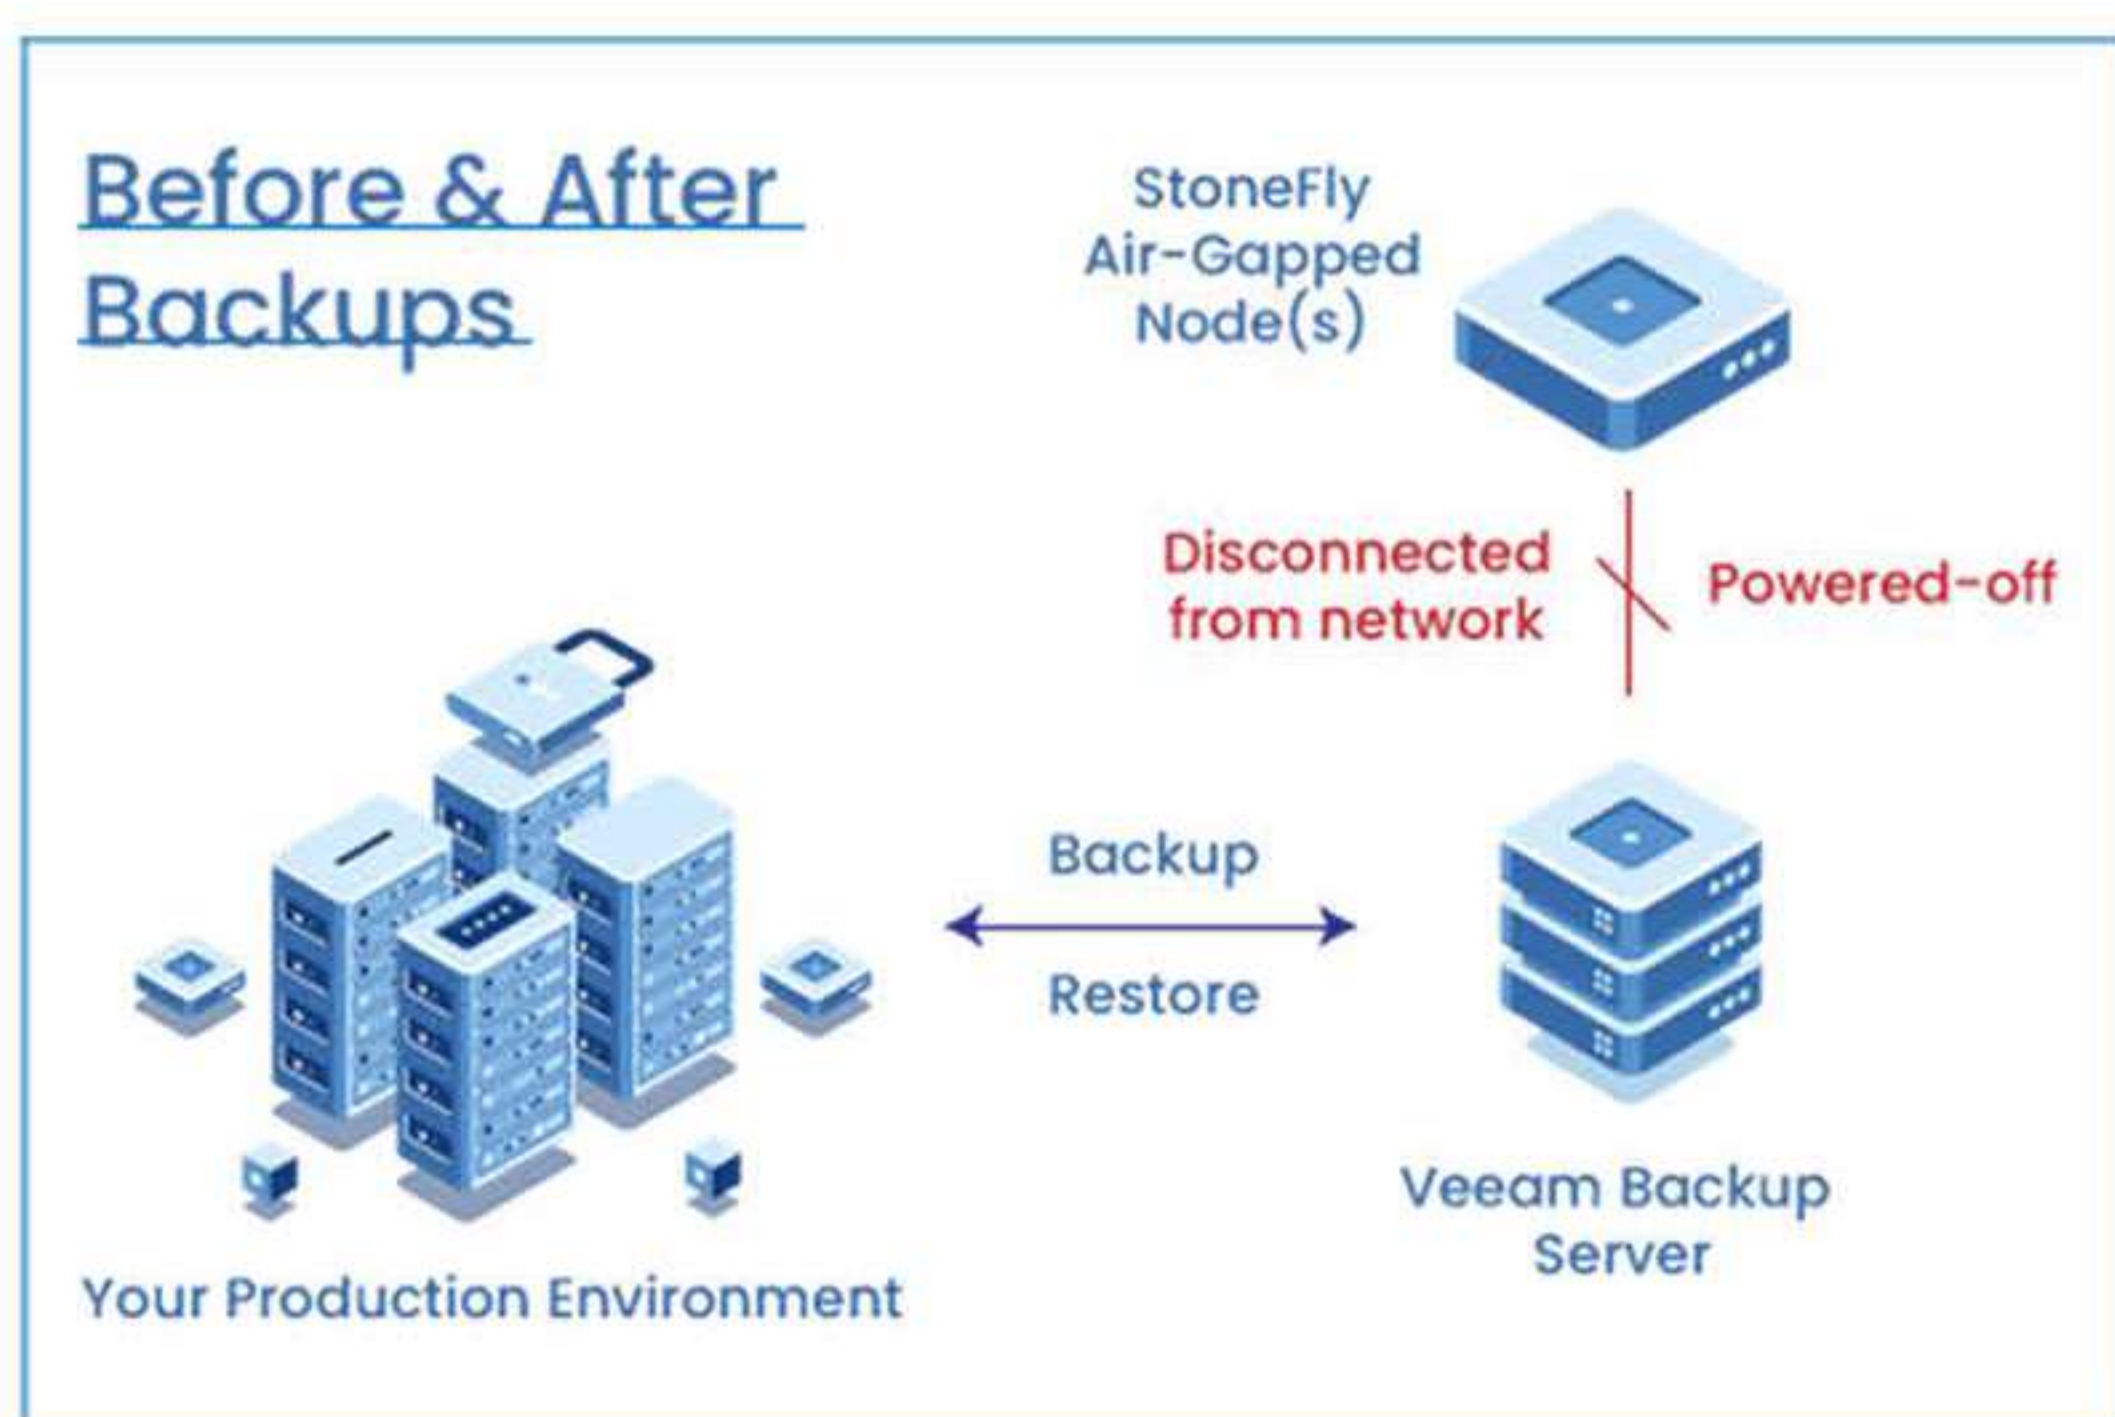 Before & After
Backups
StoneFly
Air-Gapped
Node(s)
Disconnected
from network
Powered-off
Backup
Restore
Veeam Backup
Server
Your Production Environment